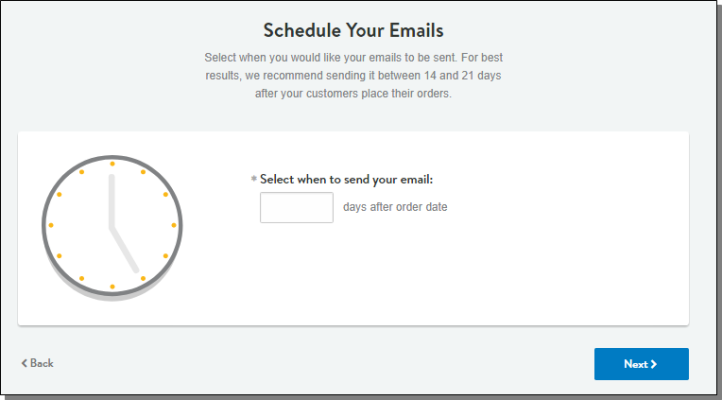 Schedule Your Emails
Select when you would like your emails to be sent. For best
results, we recommend sending it between 14 and 21 days
after your customers place their orders.
* Select when to send your email:
days after order date
Back
Next